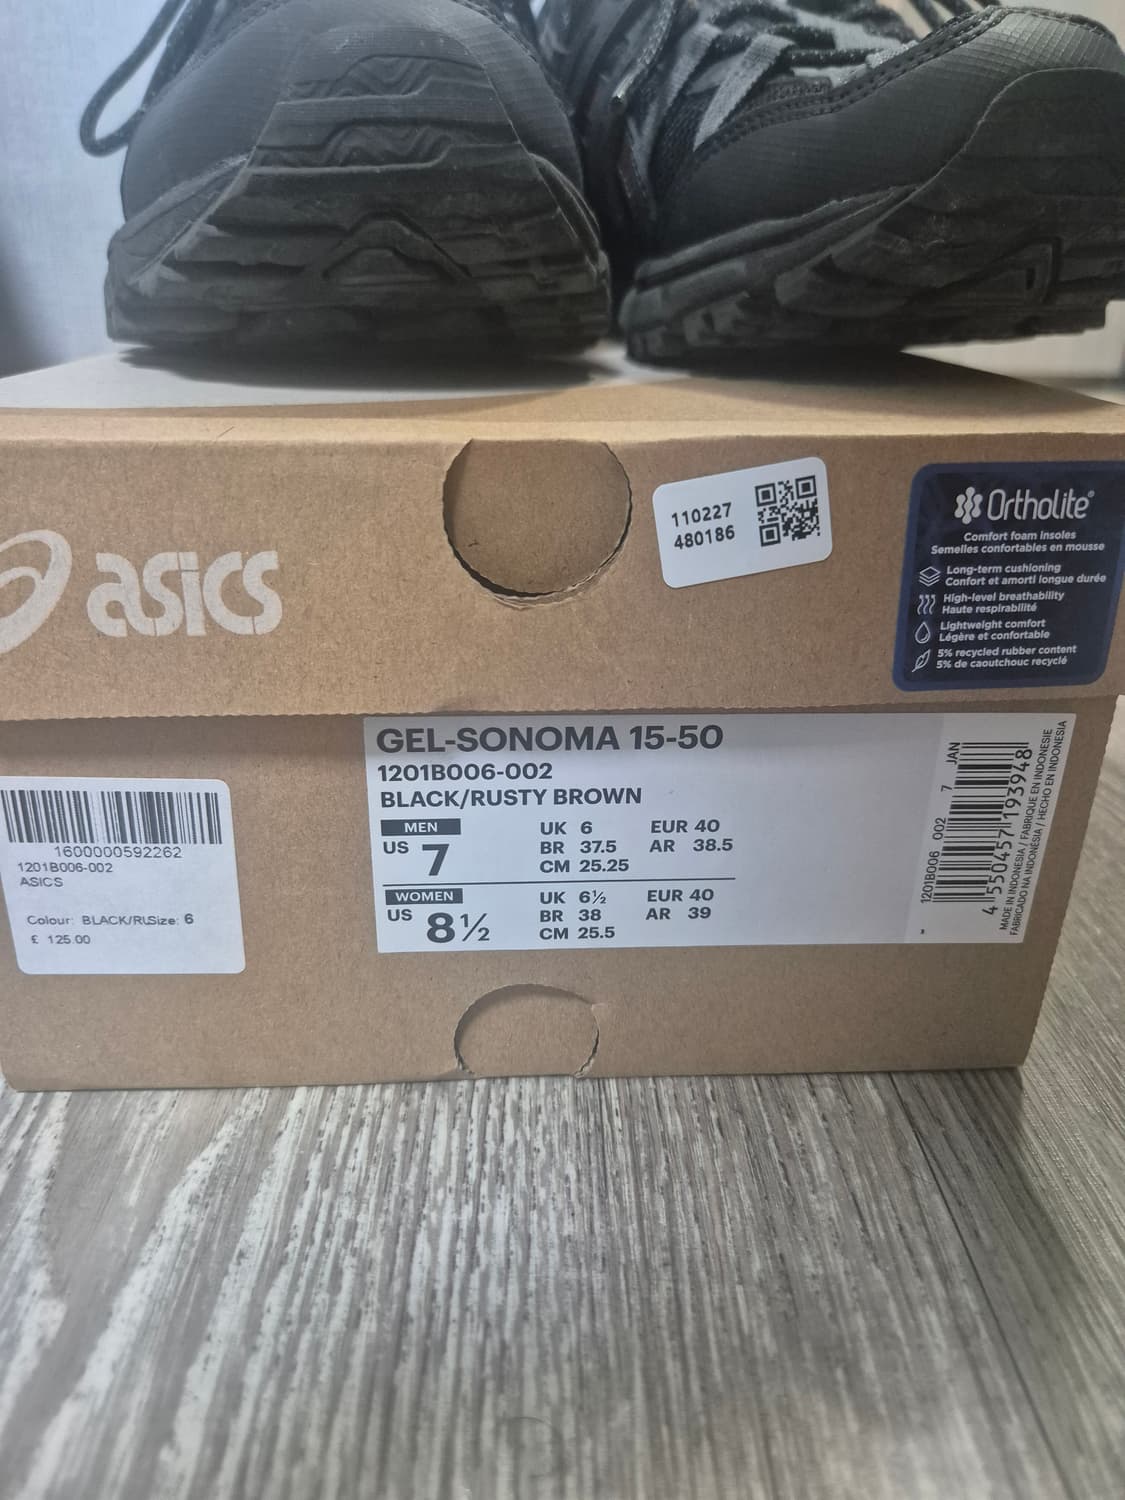 asics
110227
480186
Ortholite®
Comfort foam insoles
Semelles confortables en mousse
Long-term cushioning
Confort et amorti longue durée
High-level breathability
Haute respirabilité
Lightweight comfort
Légère et confortable
5% recycled rubber content
5% de caoutchouc recyclé
GEL-SONOMA 15-50
1201B006-002
BLACK/RUSTY BROWN
MEN
US 7
UK 6 EUR 40
BR 37.5 AR 38.5
CM 25.25
WOMEN
US 8½
UK 6½ EUR 40
BR 38 AR 39
CM 25.5
1201B006 002 7 JAN
4 550457 193948
MADE IN INDONESIA / FABRIQUE EN INDONESIE
FABRICADO NA INDONÉSIA / HECHO EN INDONESIA
1600000592262
1201B006-002
ASICS
Colour: BLACK/RUSize: 6
£ 125.00